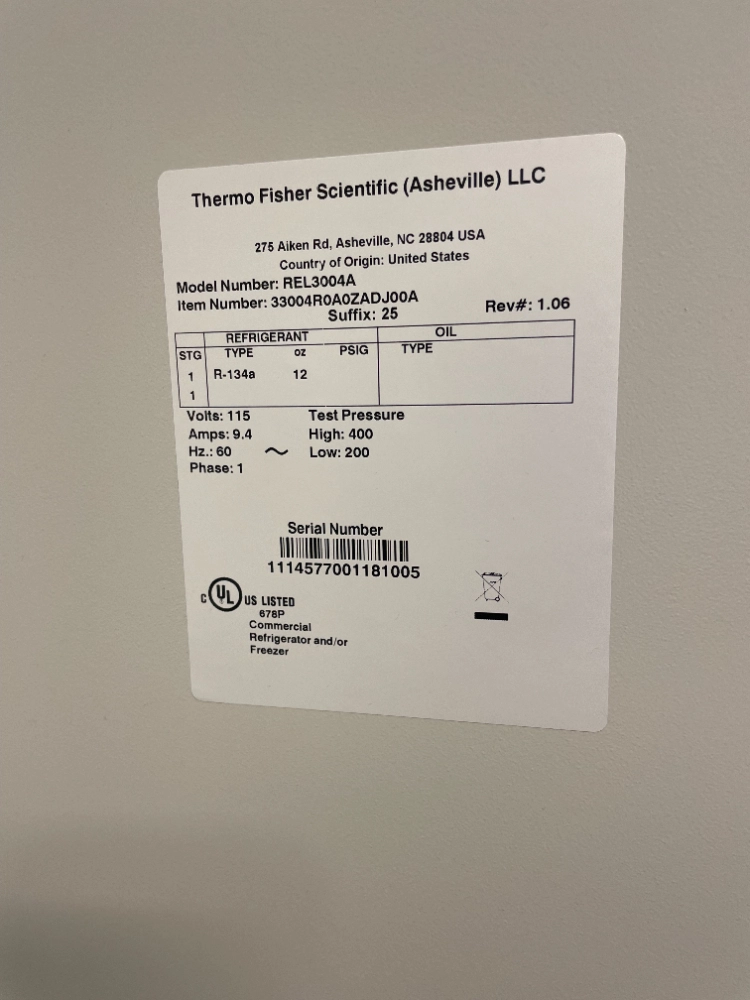 Thermo Fisher Scientific (Asheville) LLC
275 Aiken Rd, Asheville, NC 28804 USA
Country of Origin: United States
Model Number: REL3004A
Item Number: 33004R0A0ZADJ00A
Suffix: 25 Rev#: 1.06
REFRIGERANT OIL
STG TYPE oz PSIG TYPE
1 R-134a 12
1
Volts: 115 Test Pressure
Amps: 9.4 High: 400
Hz.: 60 ~ Low: 200
Phase: 1
Serial Number
1114577001181005
C UL US LISTED
678P
Commercial
Refrigerator and/or
Freezer